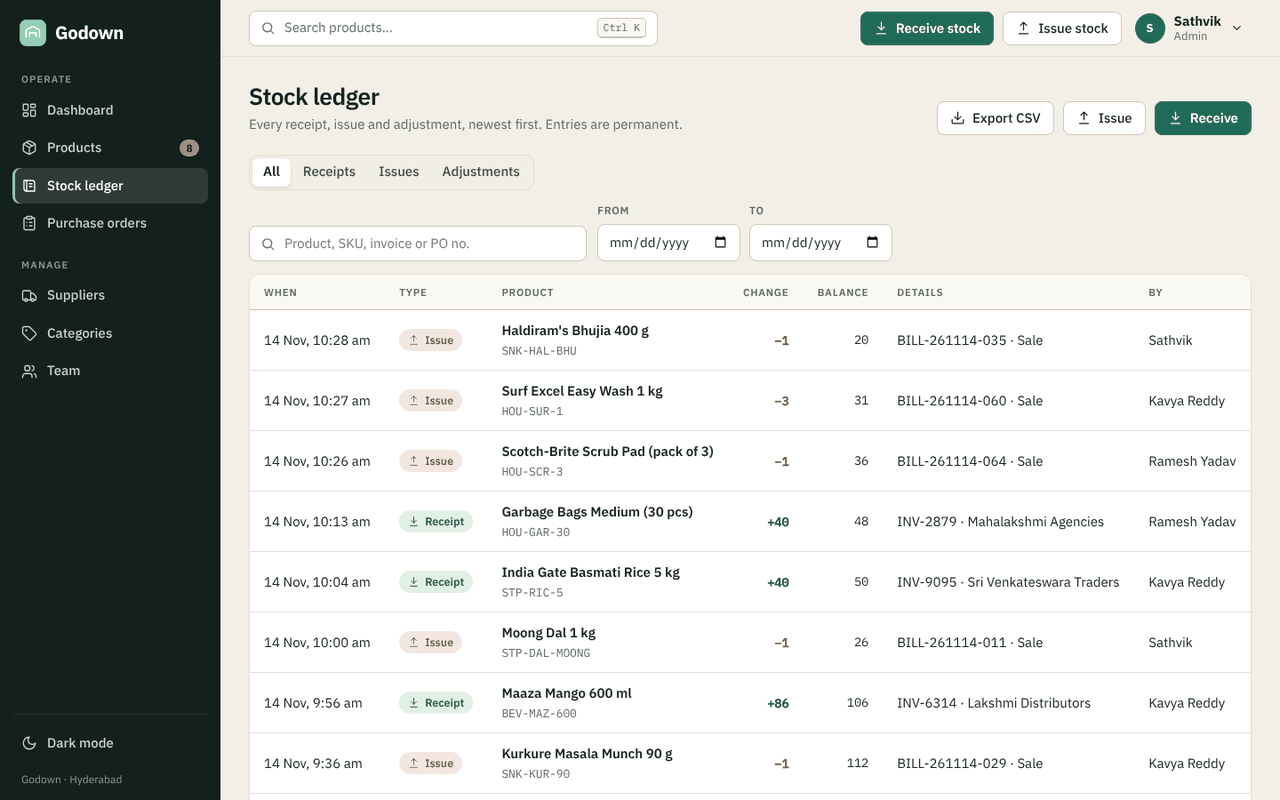 Godown
OPERATE
Dashboard
Products 8
Stock ledger
Purchase orders
MANAGE
Suppliers
Categories
Team
Dark mode
Godown · Hyderabad
Search products... Ctrl K
Receive stock
Issue stock
S
Sathvik
Admin
Stock ledger
Every receipt, issue and adjustment, newest first. Entries are permanent.
Export CSV
Issue
Receive
All Receipts Issues Adjustments
Product, SKU, invoice or PO no.
FROM
mm/dd/yyyy
TO
mm/dd/yyyy
WHEN TYPE PRODUCT CHANGE BALANCE DETAILS BY
14 Nov, 10:28 am Issue Haldiram's Bhujia 400 g −1 20 BILL-261114-035 · Sale Sathvik
SNK-HAL-BHU
14 Nov, 10:27 am Issue Surf Excel Easy Wash 1 kg −3 31 BILL-261114-060 · Sale Kavya Reddy
HOU-SUR-1
14 Nov, 10:26 am Issue Scotch-Brite Scrub Pad (pack of 3) −1 36 BILL-261114-064 · Sale Ramesh Yadav
HOU-SCR-3
14 Nov, 10:13 am Receipt Garbage Bags Medium (30 pcs) +40 48 INV-2879 · Mahalakshmi Agencies Ramesh Yadav
HOU-GAR-30
14 Nov, 10:04 am Receipt India Gate Basmati Rice 5 kg +40 50 INV-9095 · Sri Venkateswara Traders Kavya Reddy
STP-RIC-5
14 Nov, 10:00 am Issue Moong Dal 1 kg −1 26 BILL-261114-011 · Sale Sathvik
STP-DAL-MOONG
14 Nov, 9:56 am Receipt Maaza Mango 600 ml +86 106 INV-6314 · Lakshmi Distributors Kavya Reddy
BEV-MAZ-600
14 Nov, 9:36 am Issue Kurkure Masala Munch 90 g −1 112 BILL-261114-029 · Sale Kavya Reddy
SNK-KUR-90